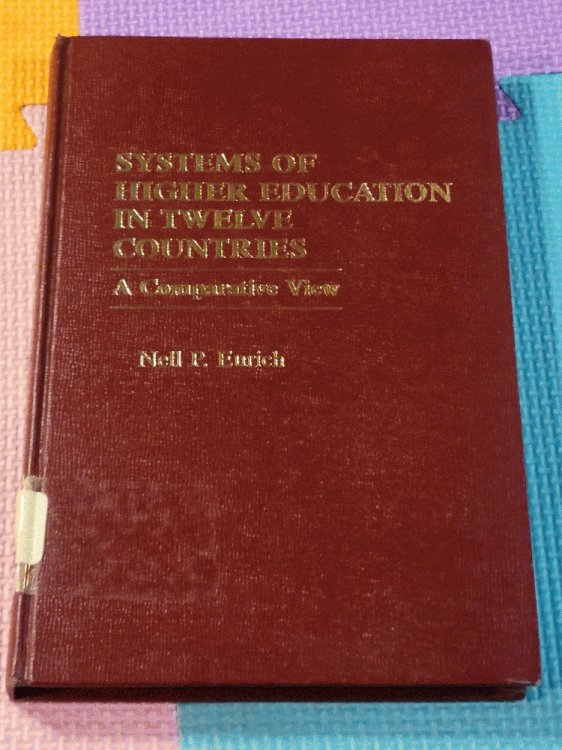 SYSTEMS OF
HIGHER EDUCATION
IN TWELVE
COUNTRIES
A Comparative View
Nell P. Eurich